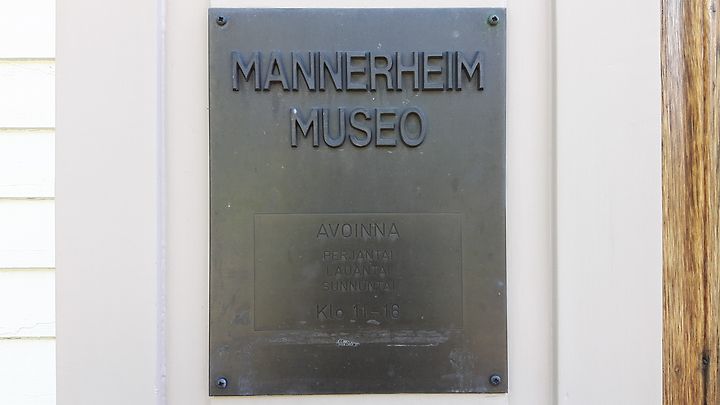 MANNERHEIM
MUSEO
AVOINNA
PERJANTAI
LAUANTAI
SUNNUNTAI
Klo 11-16